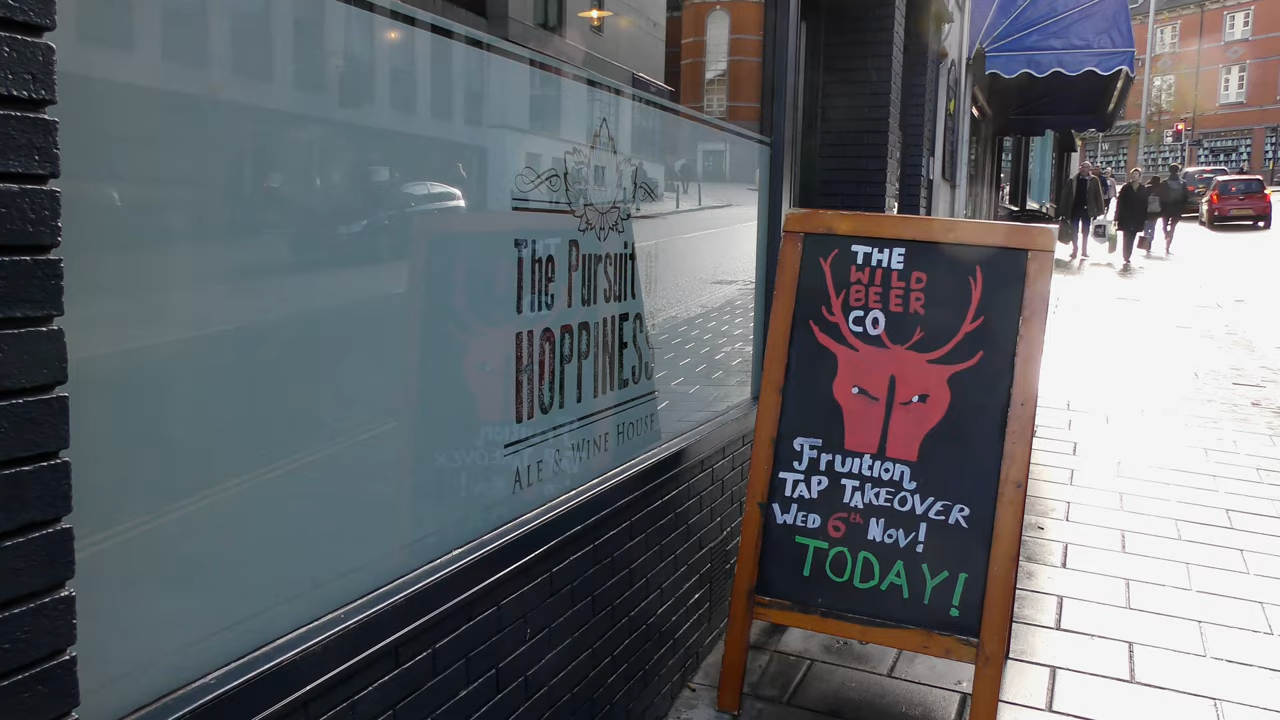 The Pursuit
HOPPINESS
ALE & WINE HOUSE
THE
WILD
BEER
CO
Fruition
TAP TAKEOVER
WED 6th Nov!
TODAY!